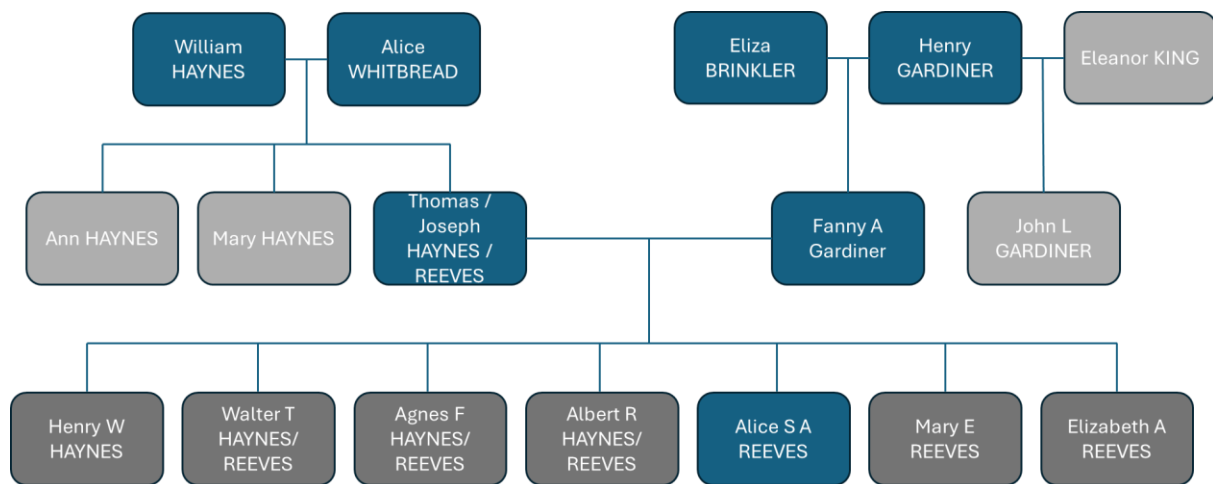 William
HAYNES
Alice
WHITBREAD
Eliza
BRINKLER
Henry
GARDINER
Eleanor KING
Ann HAYNES
Mary HAYNES
Thomas /
Joseph
HAYNES /
REEVES
Fanny A
Gardiner
John L
GARDINER
Henry W
HAYNES
Walter T
HAYNES/
REEVES
Agnes F
HAYNES/
REEVES
Albert R
HAYNES/
REEVES
Alice S A
REEVES
Mary E
REEVES
Elizabeth A
REEVES